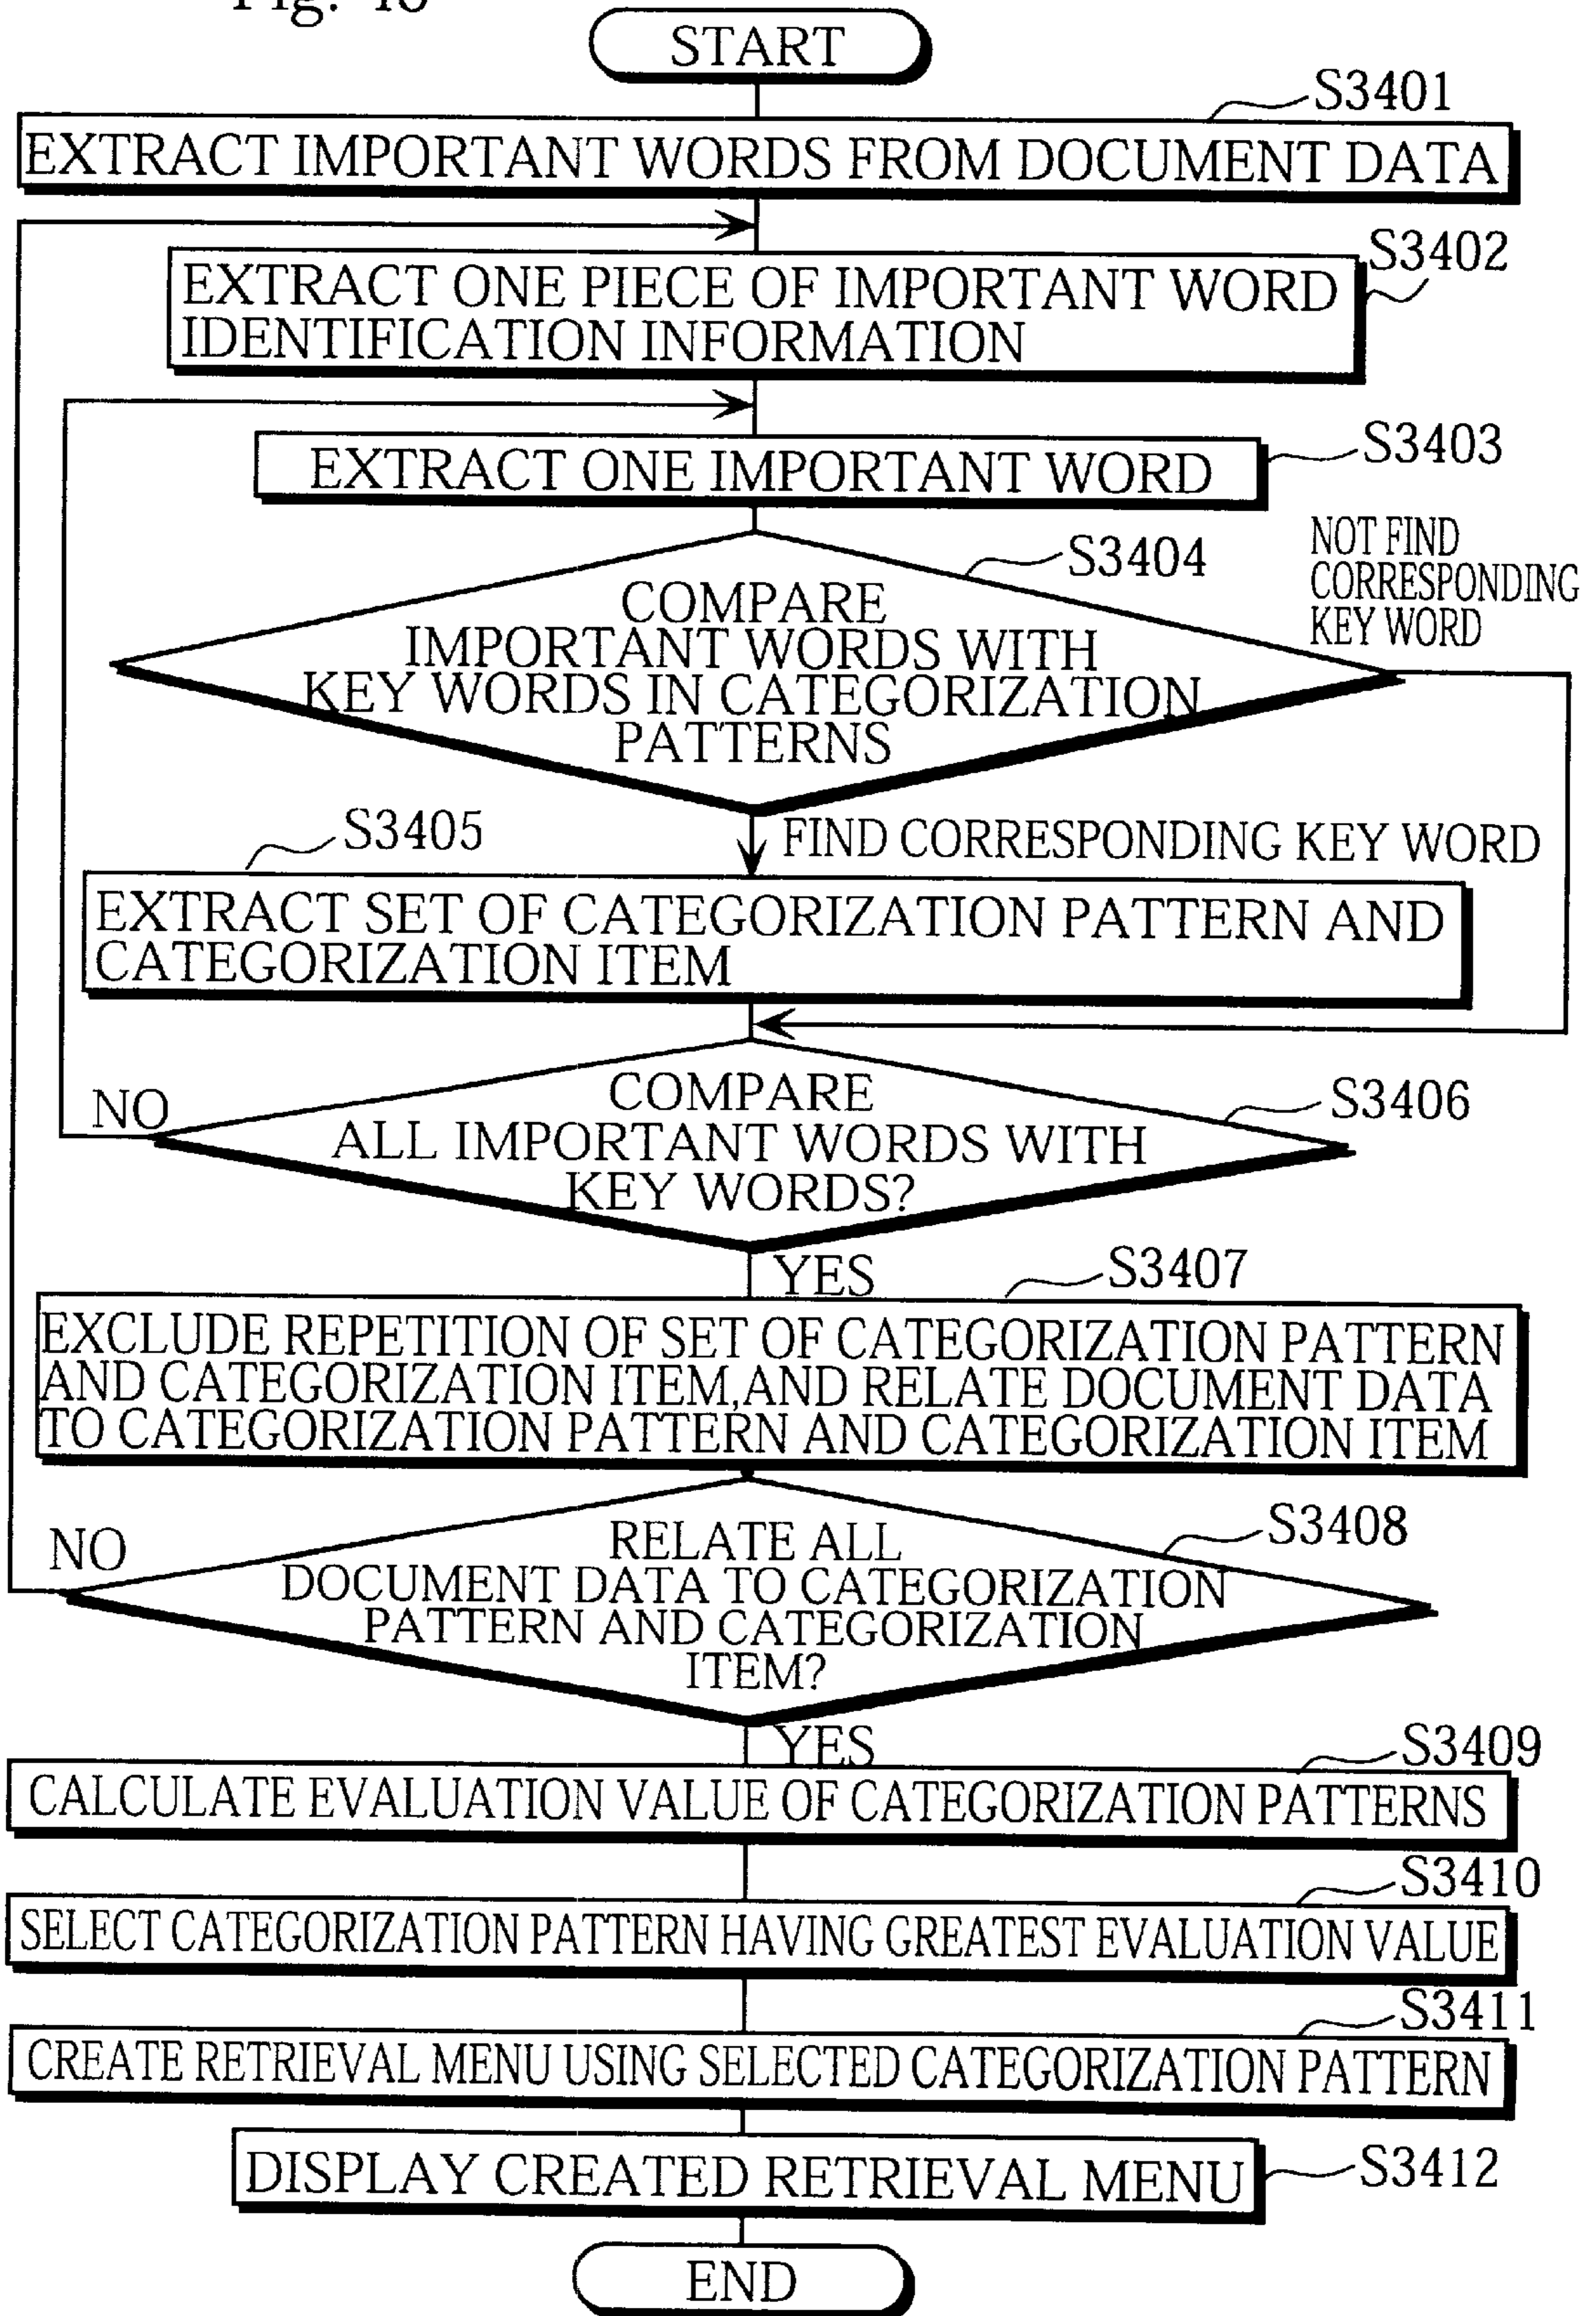 START
S3401
EXTRACT IMPORTANT WORDS FROM DOCUMENT DATA
S3402
EXTRACT ONE PIECE OF IMPORTANT WORD
IDENTIFICATION INFORMATION
S3403
EXTRACT ONE IMPORTANT WORD
S3404
NOT FIND
CORRESPONDING
KEY WORD
COMPARE
IMPORTANT WORDS WITH
KEY WORDS IN CATEGORIZATION
PATTERNS
S3405
FIND CORRESPONDING KEY WORD
EXTRACT SET OF CATEGORIZATION PATTERN AND
CATEGORIZATION ITEM
NO
COMPARE
ALL IMPORTANT WORDS WITH
KEY WORDS?
S3406
YES
S3407
EXCLUDE REPETITION OF SET OF CATEGORIZATION PATTERN
AND CATEGORIZATION ITEM,AND RELATE DOCUMENT DATA
TO CATEGORIZATION PATTERN AND CATEGORIZATION ITEM
NO
S3408
RELATE ALL
DOCUMENT DATA TO CATEGORIZATION
PATTERN AND CATEGORIZATION
ITEM?
YES
S3409
CALCULATE EVALUATION VALUE OF CATEGORIZATION PATTERNS
S3410
SELECT CATEGORIZATION PATTERN HAVING GREATEST EVALUATION VALUE
S3411
CREATE RETRIEVAL MENU USING SELECTED CATEGORIZATION PATTERN
DISPLAY CREATED RETRIEVAL MENU
S3412
END